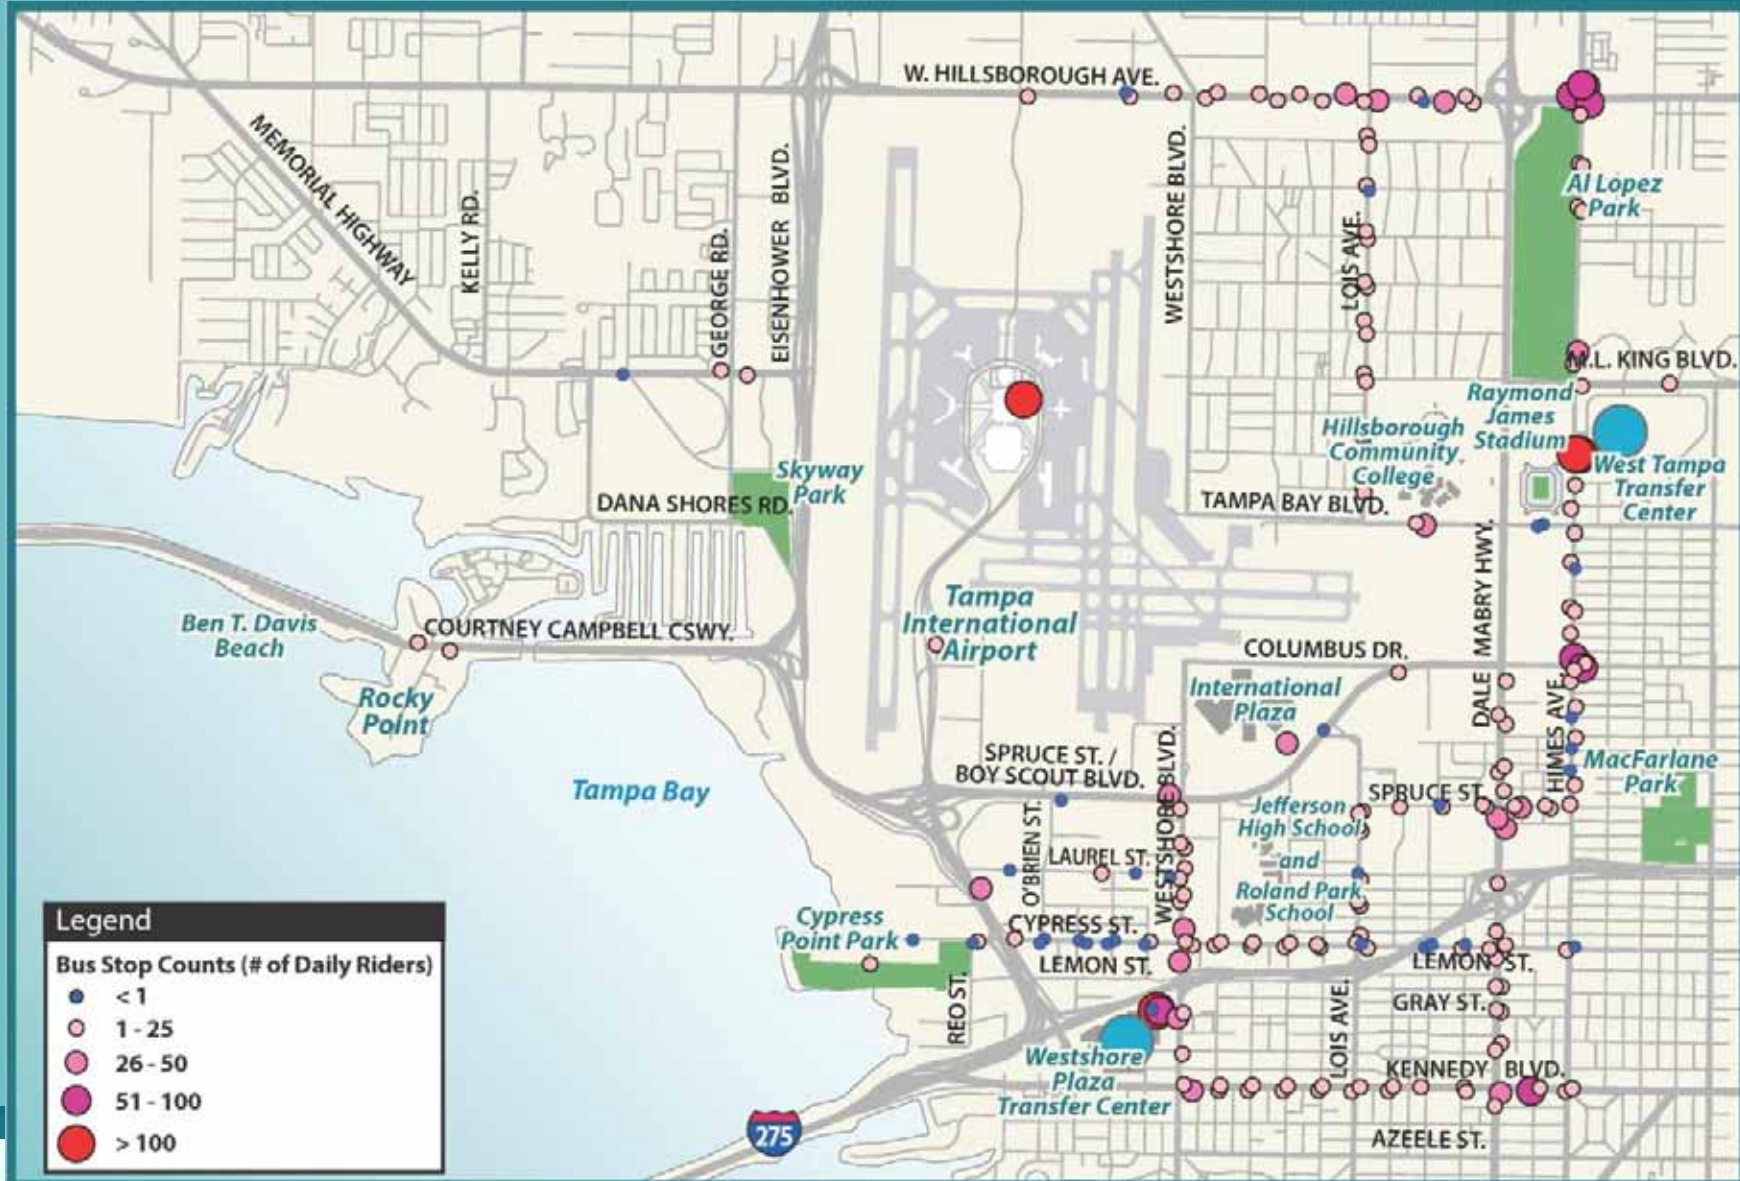 W. HILLSBOROUGH AVE.
MEMORIAL HIGHWAY
KELLY RD.
GEORGE RD.
EISENHOWER BLVD.
WESTSHORE BLVD.
LOIS AVE.
Al Lopez
Park
M.L. KING BLVD.
Raymond
James
Stadium
Hillsborough
Community
College
West Tampa
Transfer
Center
Skyway
Park
DANA SHORES RD.
TAMPA BAY BLVD.
DALE MABRY HWY.
Ben T. Davis
Beach
COURTNEY CAMPBELL CSWY.
Tampa
International
Airport
COLUMBUS DR.
Rocky
Point
International
Plaza
HIMES AVE.
SPRUCE ST. /
BOY SCOUT BLVD.
WESTSHORE BLVD.
MacFarlane
Park
Tampa Bay
SPRUCE ST.
Jefferson
High School
and
Roland Park
School
O'BRIEN ST.
LAUREL ST.
Cypress
Point Park
CYPRESS ST.
LEMON ST.
LEMON ST.
REO ST.
GRAY ST.
LOIS AVE.
Westshore
Plaza
Transfer Center
KENNEDY BLVD.
AZEELE ST.
275
Legend
Bus Stop Counts (# of Daily Riders)
< 1
1 - 25
26 - 50
51 - 100
> 100